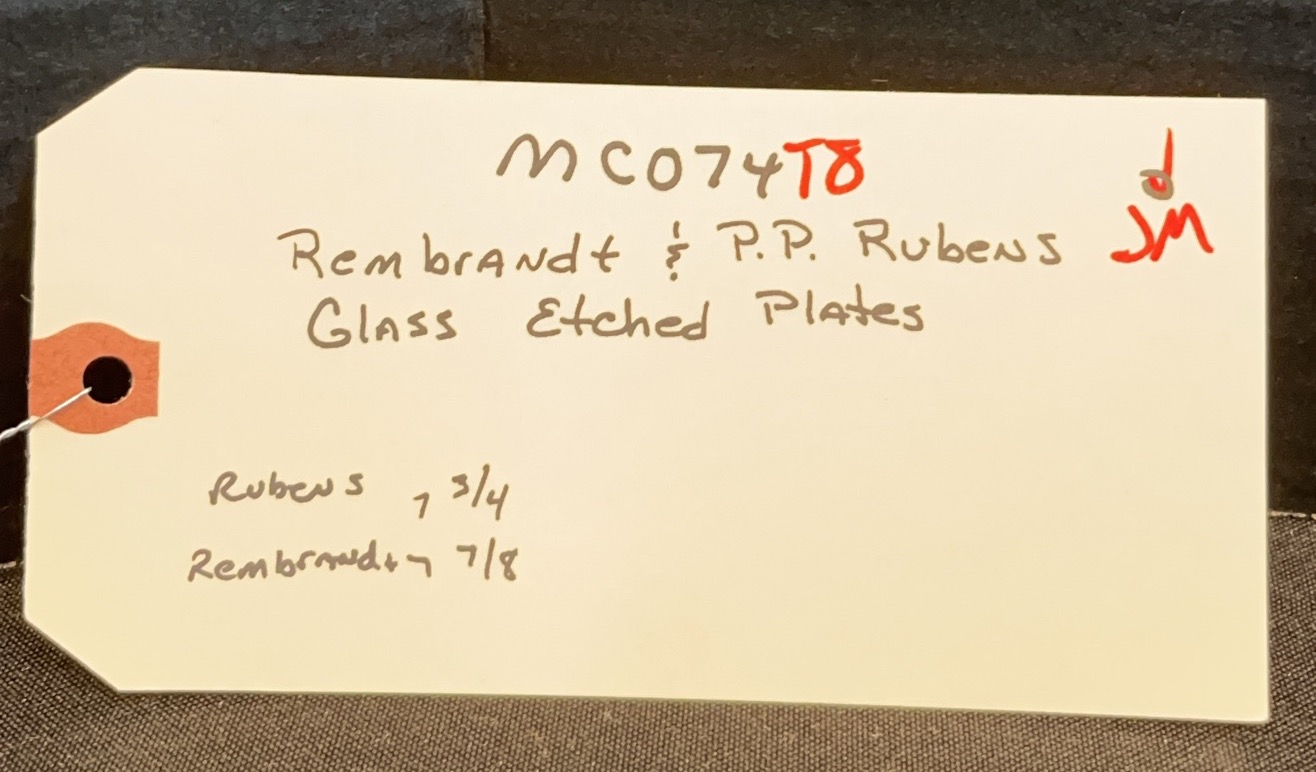 MC074T8
d
JM
Rembrandt & P.P. Rubens
Glass Etched Plates
Rubens 7 3/4
Rembrandt 7 7/8